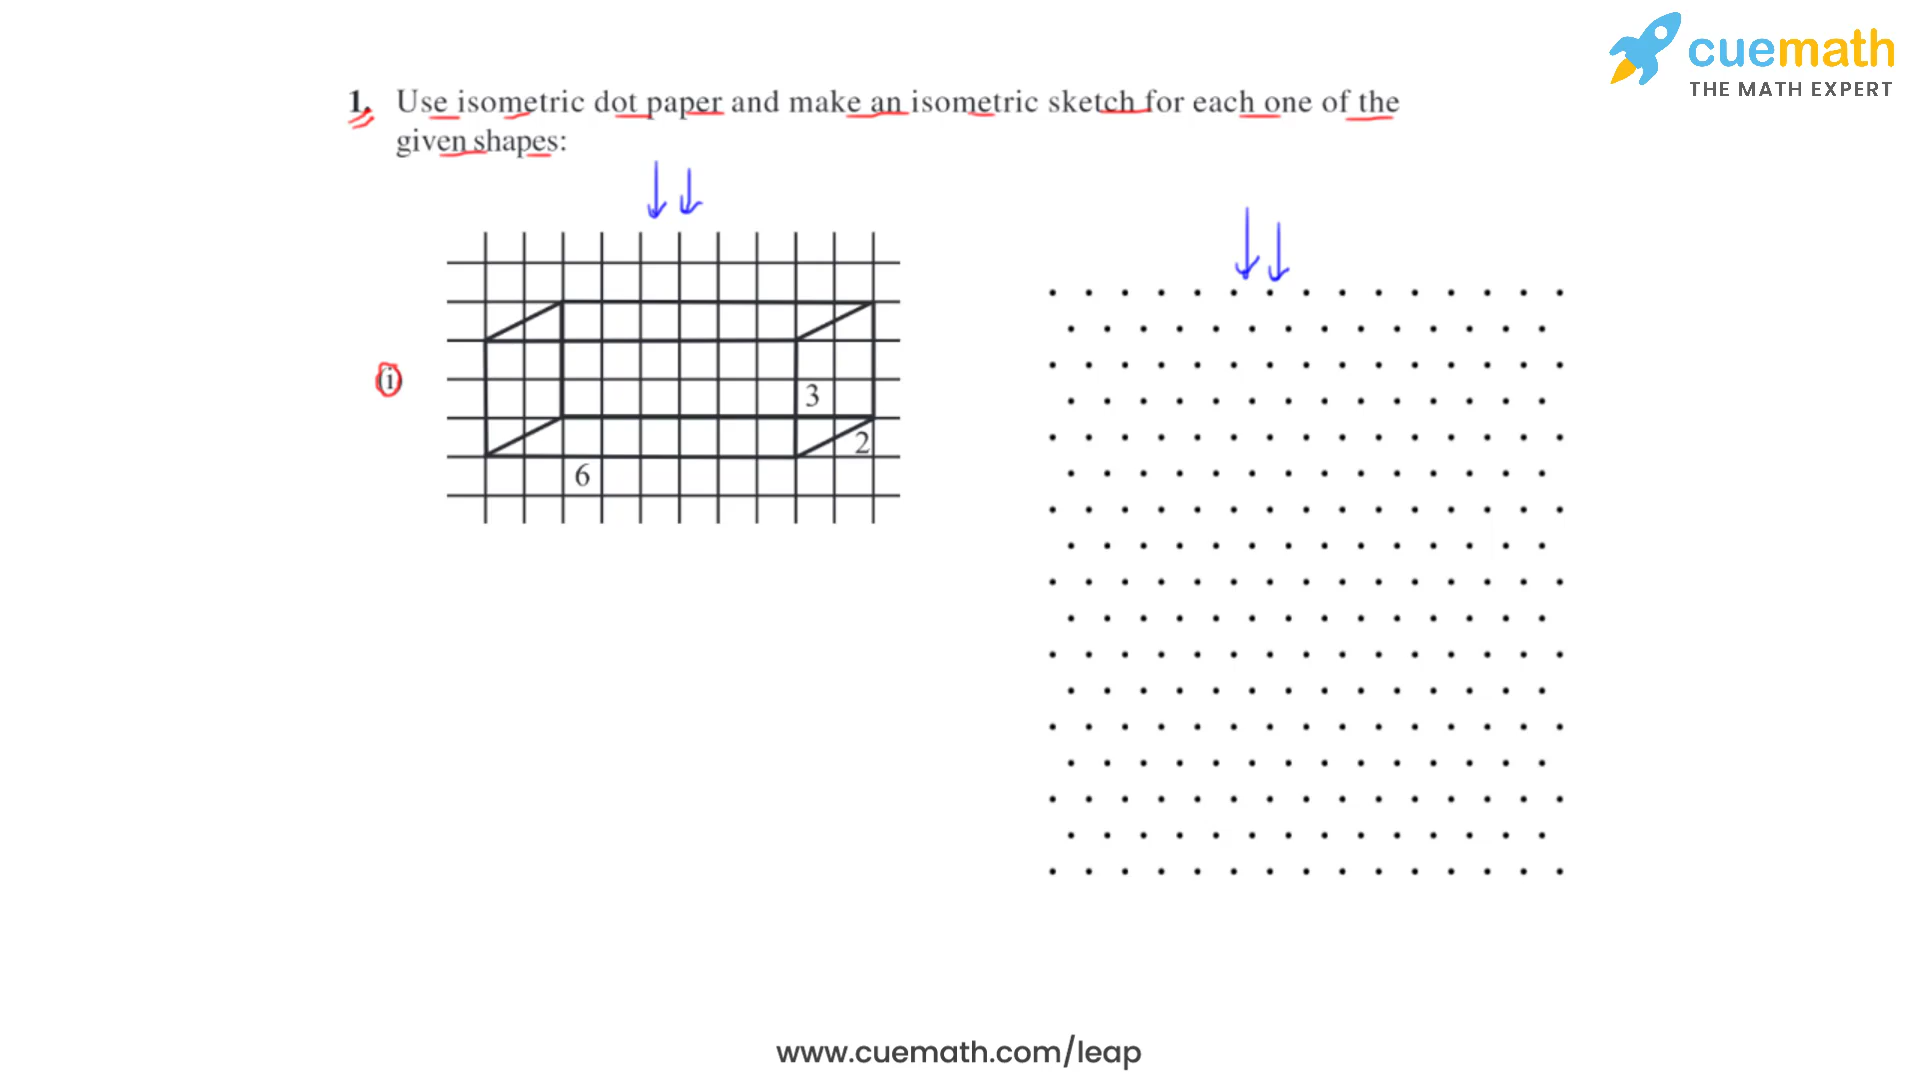 cuemath
THE MATH EXPERT
1. Use isometric dot paper and make an isometric sketch for each one of the
given shapes:
(i)
3
2
6
www.cuemath.com/leap